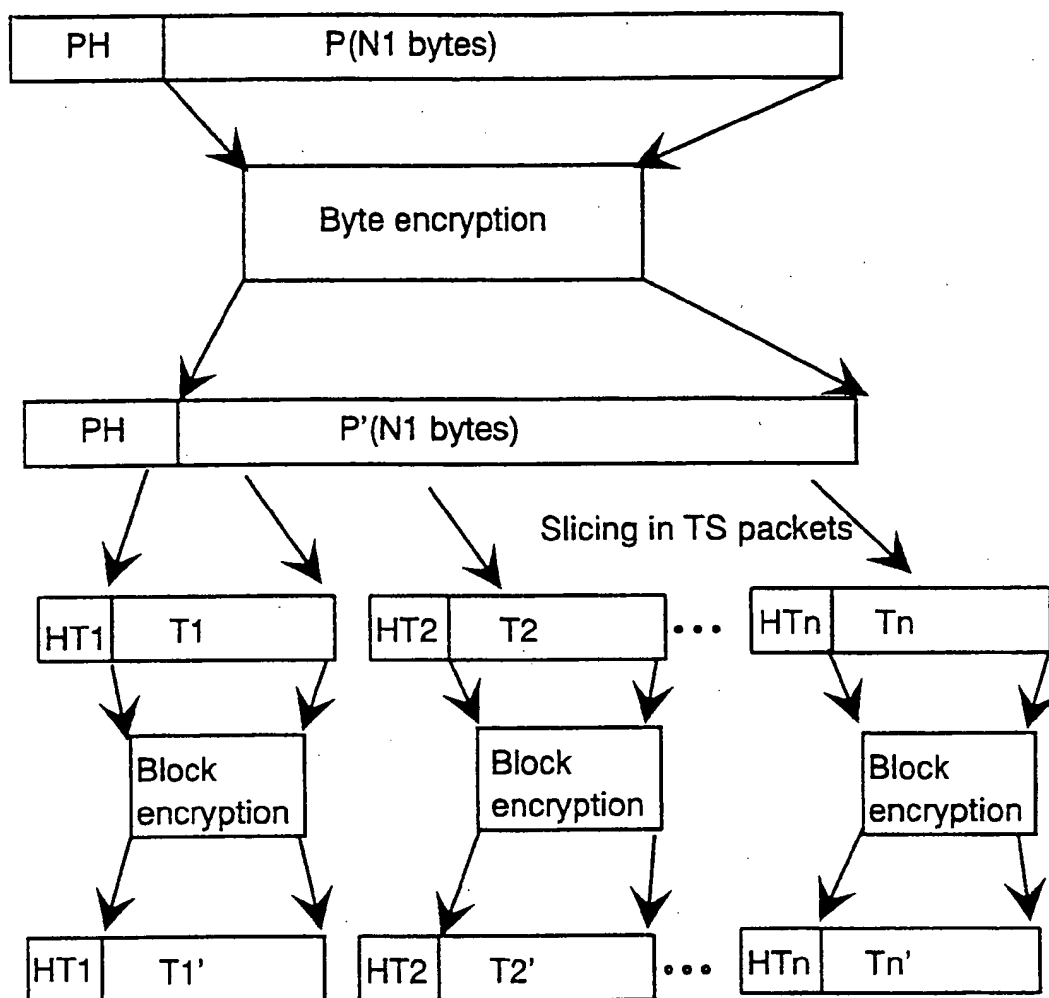 PH P(N1 bytes)
Byte encryption
PH P'(N1 bytes)
Slicing in TS packets
HT1 T1 HT2 T2 ••• HTn Tn
Block encryption Block encryption Block encryption
HT1 T1' HT2 T2' ••• HTn Tn'